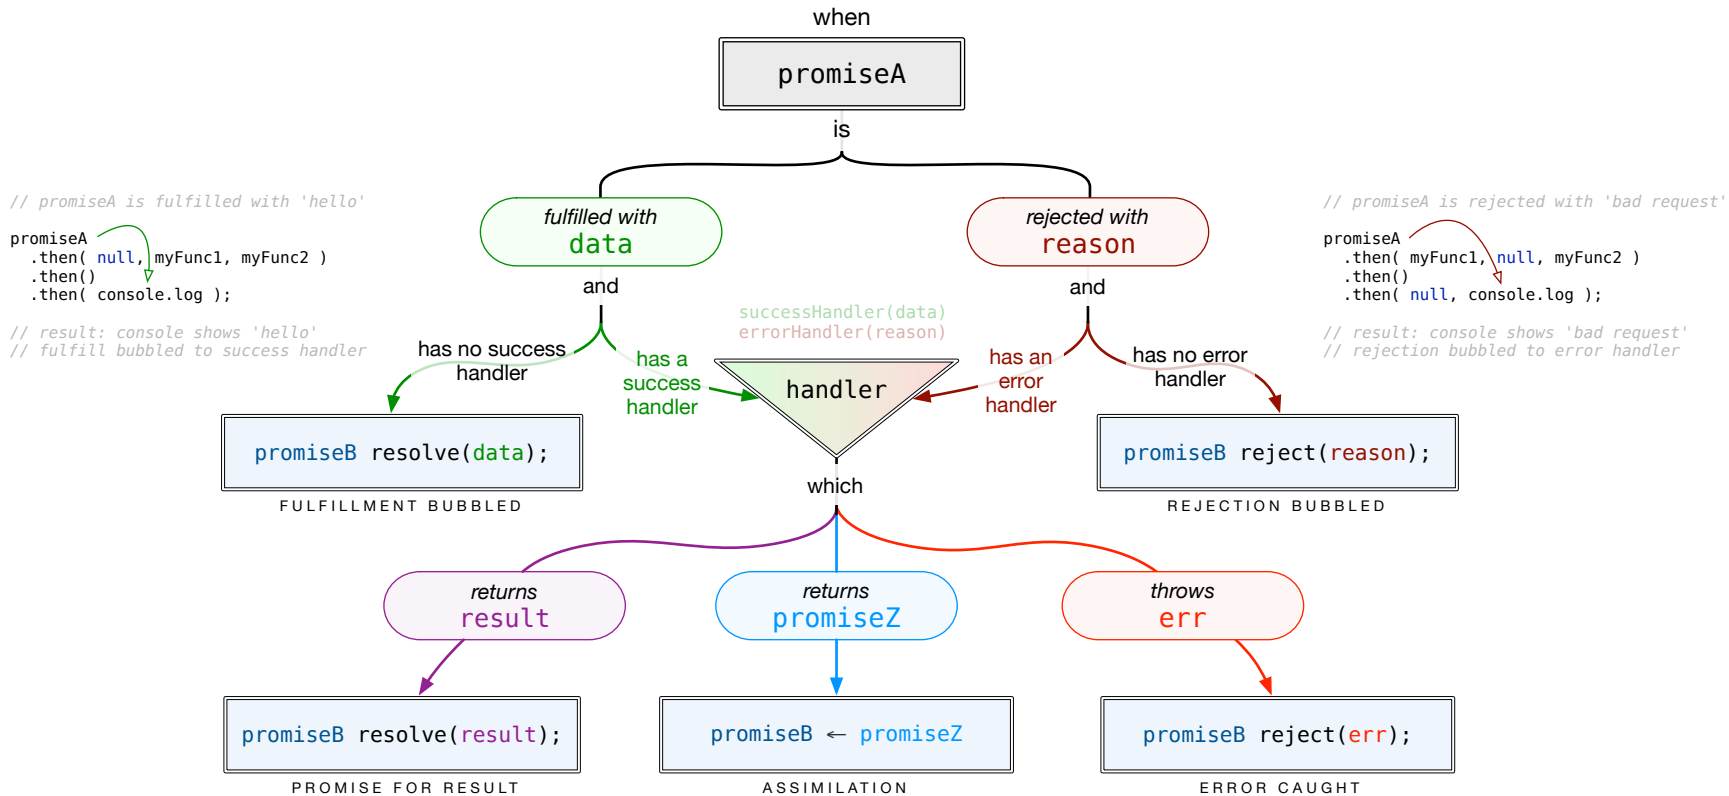 when
promiseA
is
// promiseA is fulfilled with 'hello'
promiseA
.then( null, myFunc1, myFunc2 )
.then()
.then( console.log );
// result: console shows 'hello'
// fulfill bubbled to success handler
fulfilled with
data
and
rejected with
reason
and
// promiseA is rejected with 'bad request'
promiseA
.then( myFunc1, null, myFunc2 )
.then()
.then( null, console.log );
// result: console shows 'bad request'
// rejection bubbled to error handler
successHandler(data)
errorHandler(reason)
has no success
handler
has a
success
handler
handler
has an
error
handler
has no error
handler
promiseB resolve(data);
FULFILLMENT BUBBLED
which
promiseB reject(reason);
REJECTION BUBBLED
returns
result
returns
promiseZ
throws
err
promiseB resolve(result);
PROMISE FOR RESULT
promiseB ← promiseZ
ASSIMILATION
promiseB reject(err);
ERROR CAUGHT